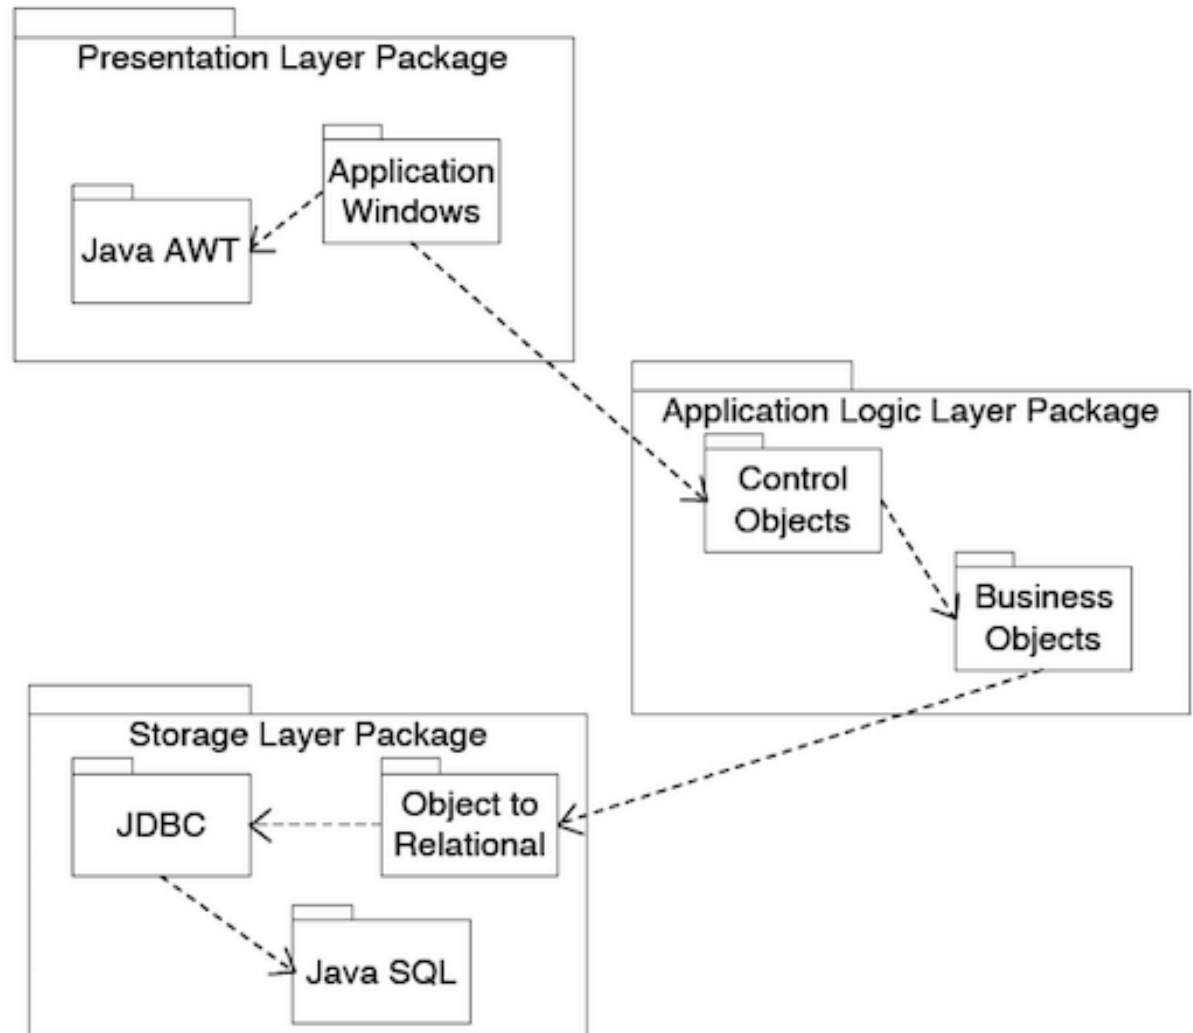 Presentation Layer Package
Application
Windows
Java AWT
Application Logic Layer Package
Control
Objects
Business
Objects
Storage Layer Package
JDBC
Object to
Relational
Java SQL